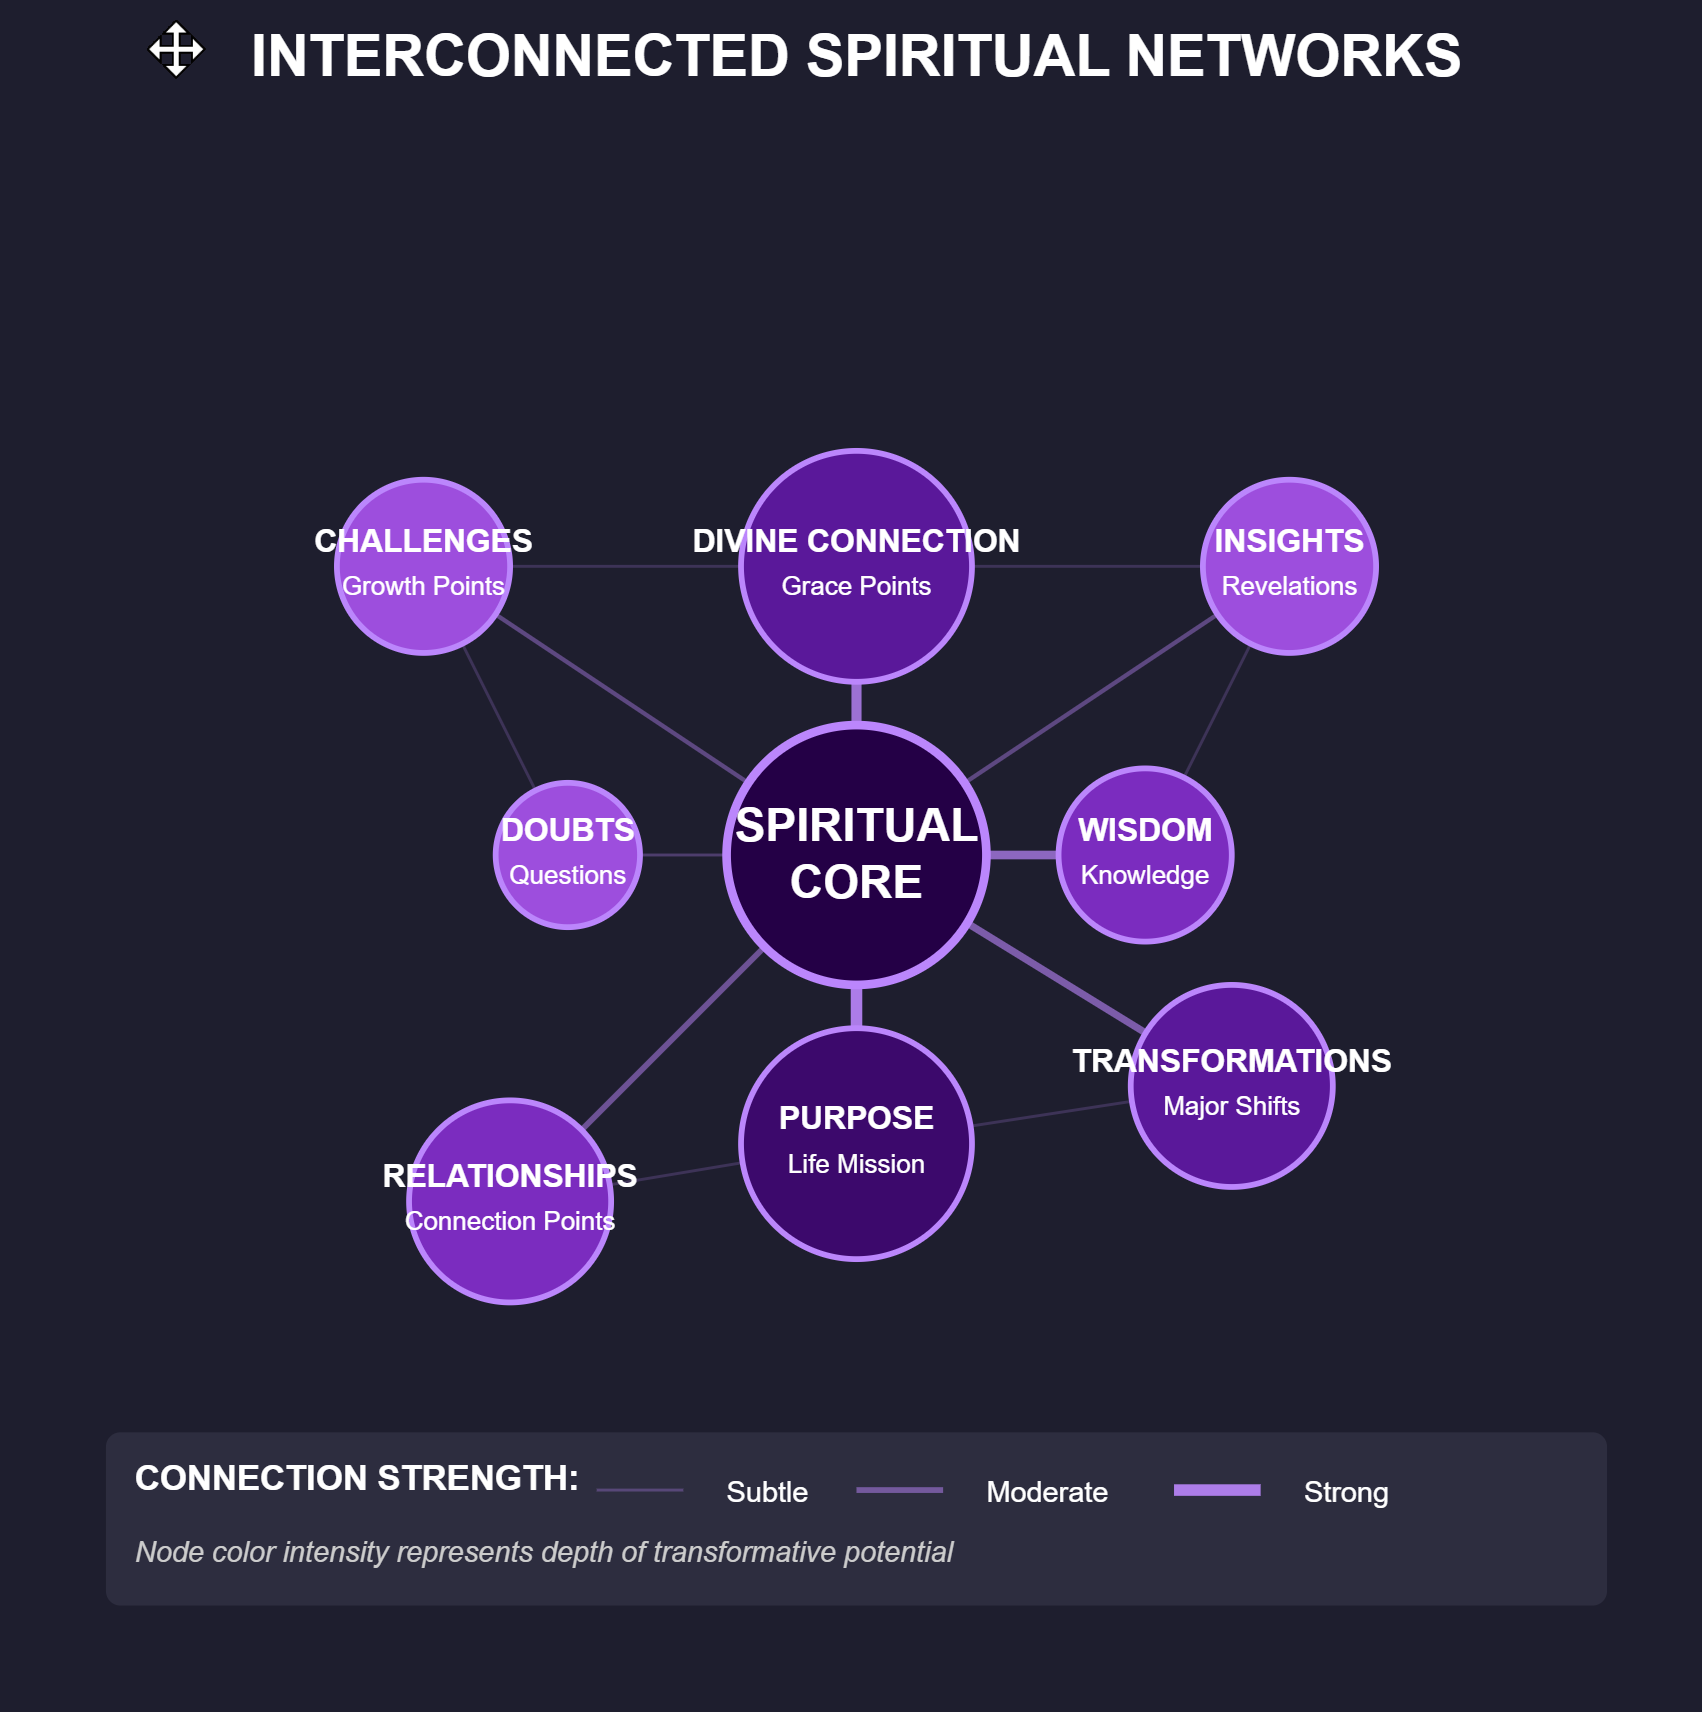 INTERCONNECTED SPIRITUAL NETWORKS
CHALLENGES
Growth Points
DIVINE CONNECTION
Grace Points
INSIGHTS
Revelations
DOUBTS
Questions
SPIRITUAL
CORE
WISDOM
Knowledge
TRANSFORMATIONS
Major Shifts
PURPOSE
Life Mission
RELATIONSHIPS
Connection Points
CONNECTION STRENGTH:
Subtle
Moderate
Strong
Node color intensity represents depth of transformative potential